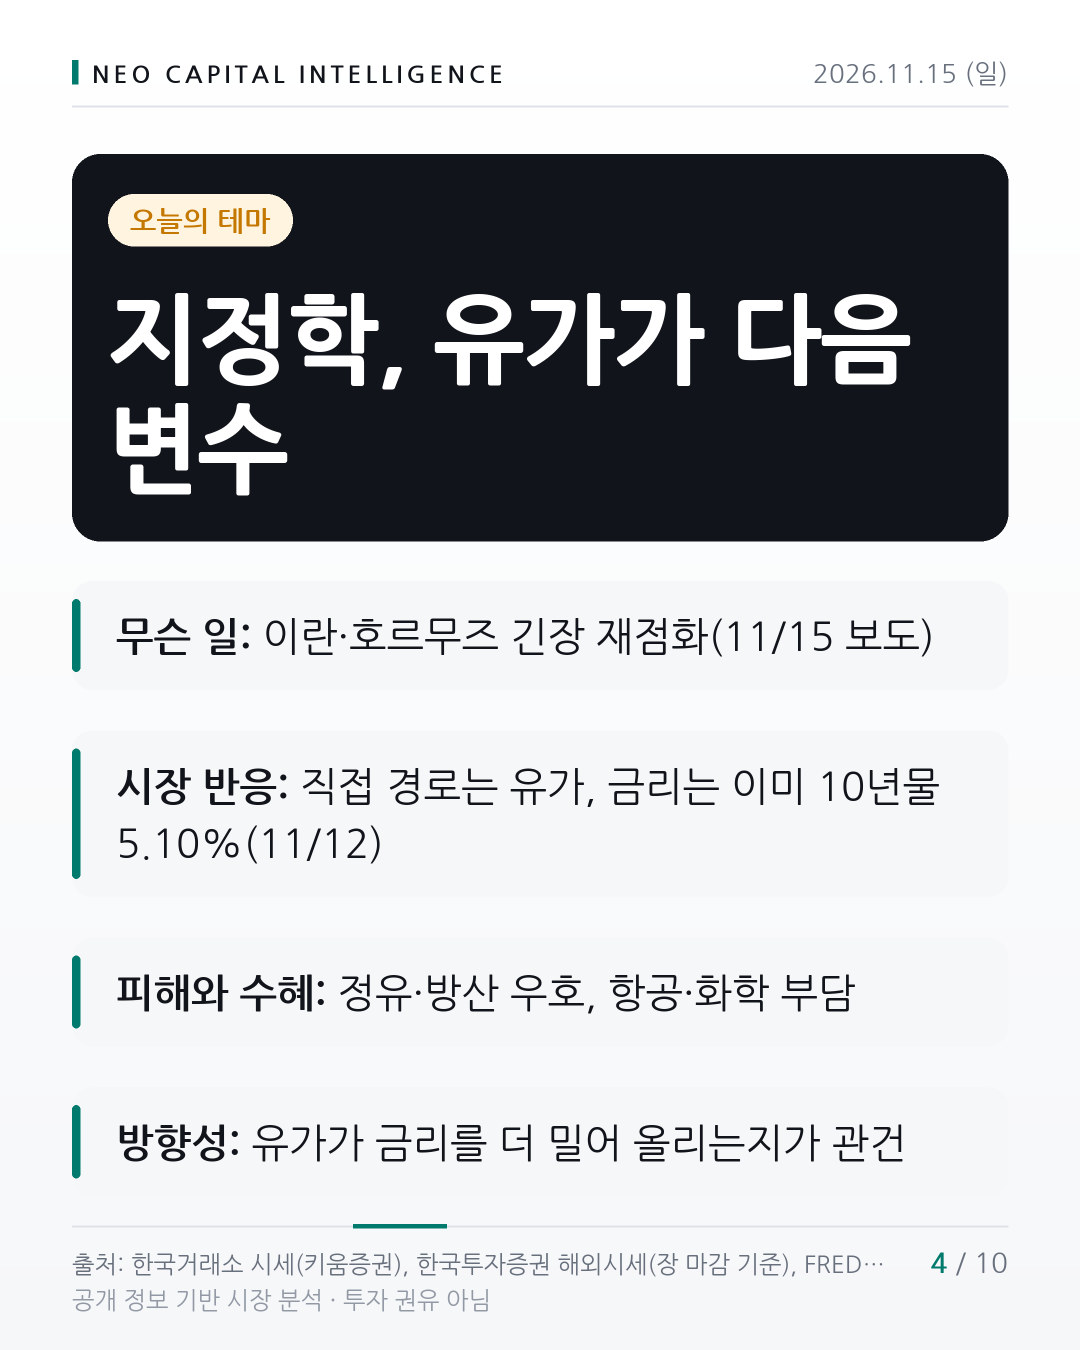 NEO CAPITAL INTELLIGENCE
2026.11.15 (일)
오늘의 테마
지정학, 유가가 다음
변수
무슨 일: 이란·호르무즈 긴장 재점화(11/15 보도)
시장 반응: 직접 경로는 유가, 금리는 이미 10년물
5.10%(11/12)
피해와 수혜: 정유·방산 우호, 항공·화학 부담
방향성: 유가가 금리를 더 밀어 올리는지가 관건
출처: 한국거래소 시세(키움증권), 한국투자증권 해외시세(장 마감 기준), FRED…
4 / 10
공개 정보 기반 시장 분석 · 투자 권유 아님